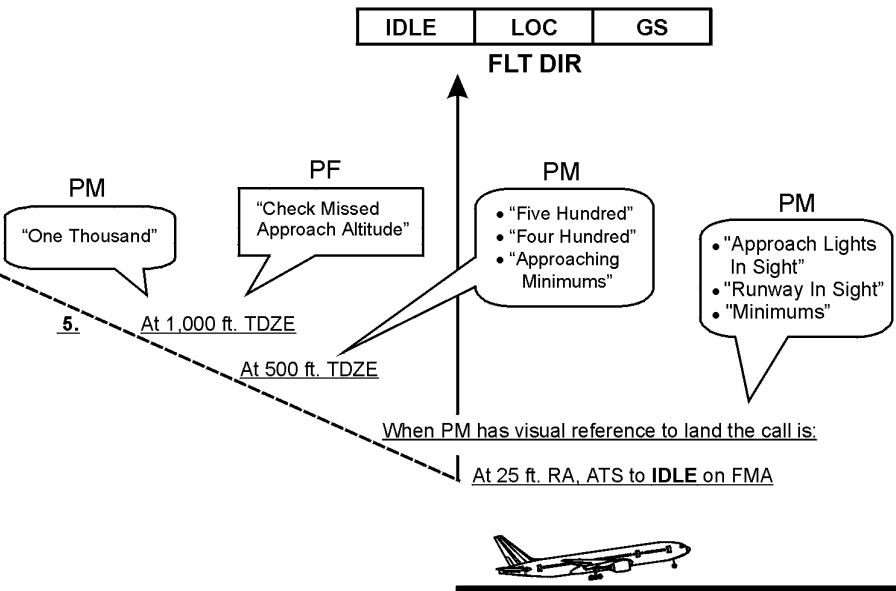 IDLE LOC GS
FLT DIR
PM
"One Thousand"
PF
"Check Missed
Approach Altitude"
PM
• "Five Hundred"
• "Four Hundred"
• "Approaching
Minimums"
PM
• "Approach Lights
In Sight"
• "Runway In Sight"
• "Minimums"
5. At 1,000 ft. TDZE
At 500 ft. TDZE
When PM has visual reference to land the call is:
At 25 ft. RA, ATS to IDLE on FMA